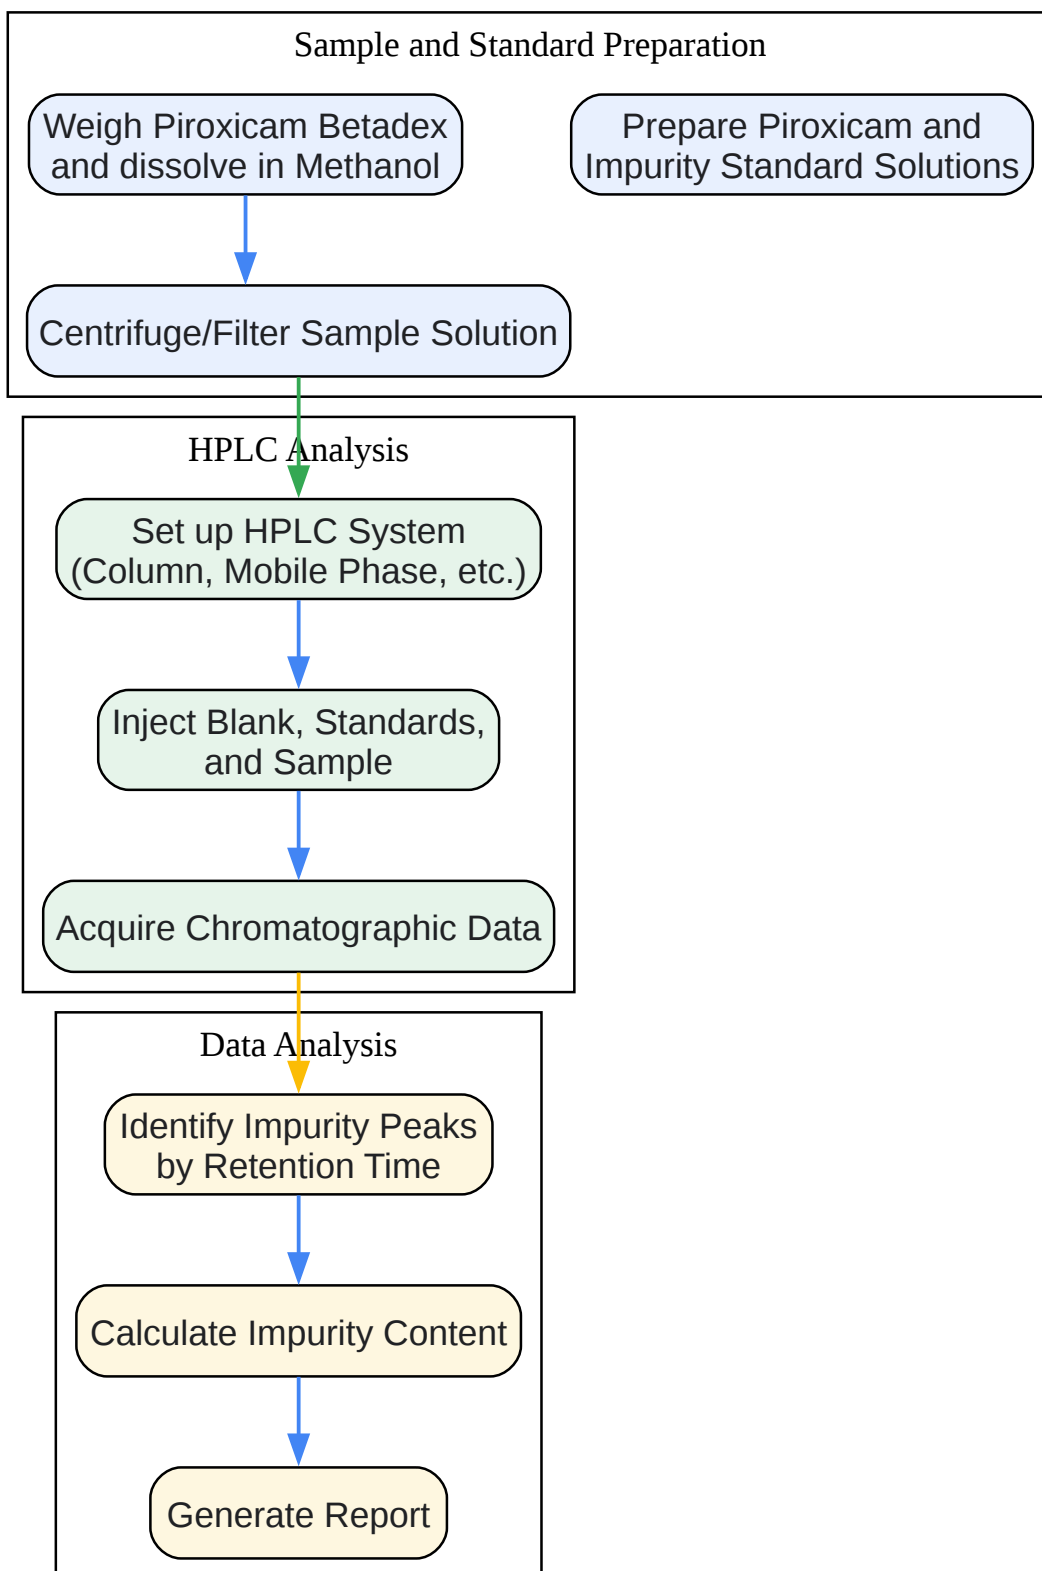 Sample and Standard Preparation
Weigh Piroxicam Betadex
and dissolve in Methanol
Prepare Piroxicam and
Impurity Standard Solutions
Centrifuge/Filter Sample Solution
HPLC Analysis
Set up HPLC System
(Column, Mobile Phase, etc.)
Inject Blank, Standards,
and Sample
Acquire Chromatographic Data
Data Analysis
Identify Impurity Peaks
by Retention Time
Calculate Impurity Content
Generate Report